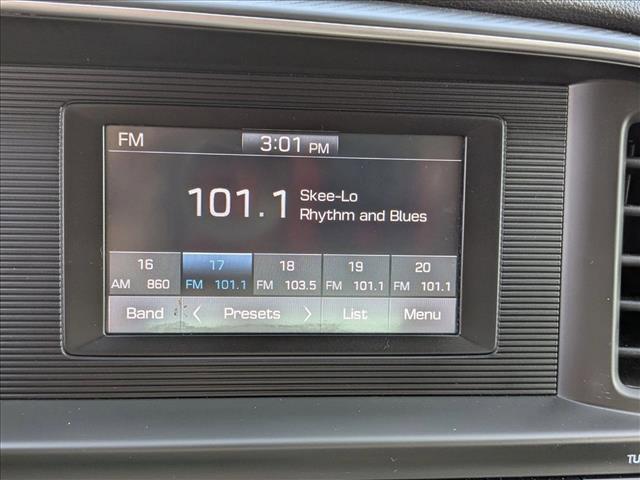 FM
3:01 PM
101.1 Skee-Lo
Rhythm and Blues
16 17 18 19 20
AM 860 FM 101.1 FM 103.5 FM 101.1 FM 101.1
Band < Presets > List Menu